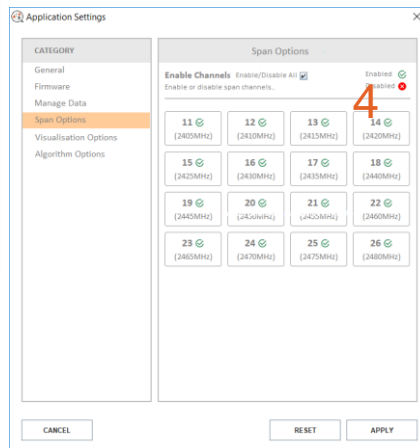 Application Settings
CATEGORY
General
Firmware
Manage Data
Span Options
Visualisation Options
Algorithm Options
Span Options
Enable Channels Enable/Disable All
Enable or disable span channels..
Enabled
Disabled
4
11 12 13 14
(2405MHz) (2410MHz) (2415MHz) (2420MHz)
15 16 17 18
(2425MHz) (2430MHz) (2435MHz) (2440MHz)
19 20 21 22
(2445MHz) (2450MHz) (2455MHz) (2460MHz)
23 24 25 26
(2465MHz) (2470MHz) (2475MHz) (2480MHz)
CANCEL RESET APPLY